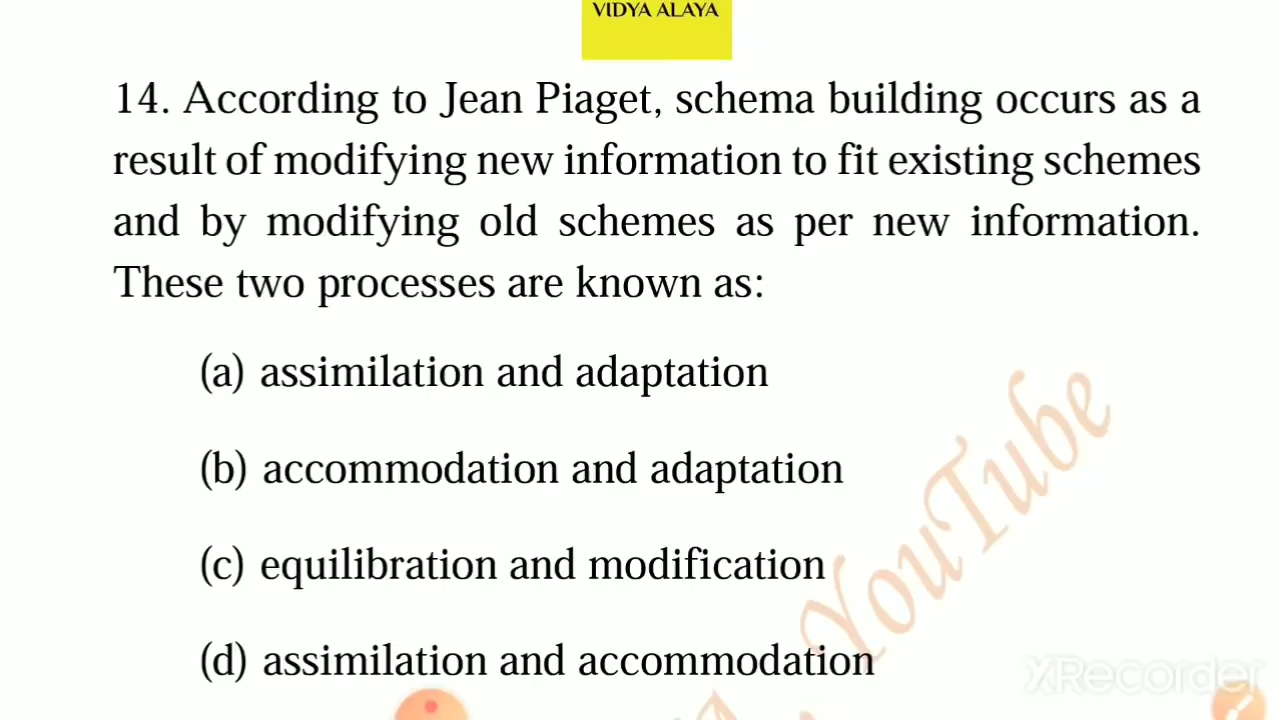 VIDYA ALAYA
14. According to Jean Piaget, schema building occurs as a
result of modifying new information to fit existing schemes
and by modifying old schemes as per new information.
These two processes are known as:
(a) assimilation and adaptation
(b) accommodation and adaptation
(c) equilibration and modification
(d) assimilation and accommodation
YouTube
XRecorder